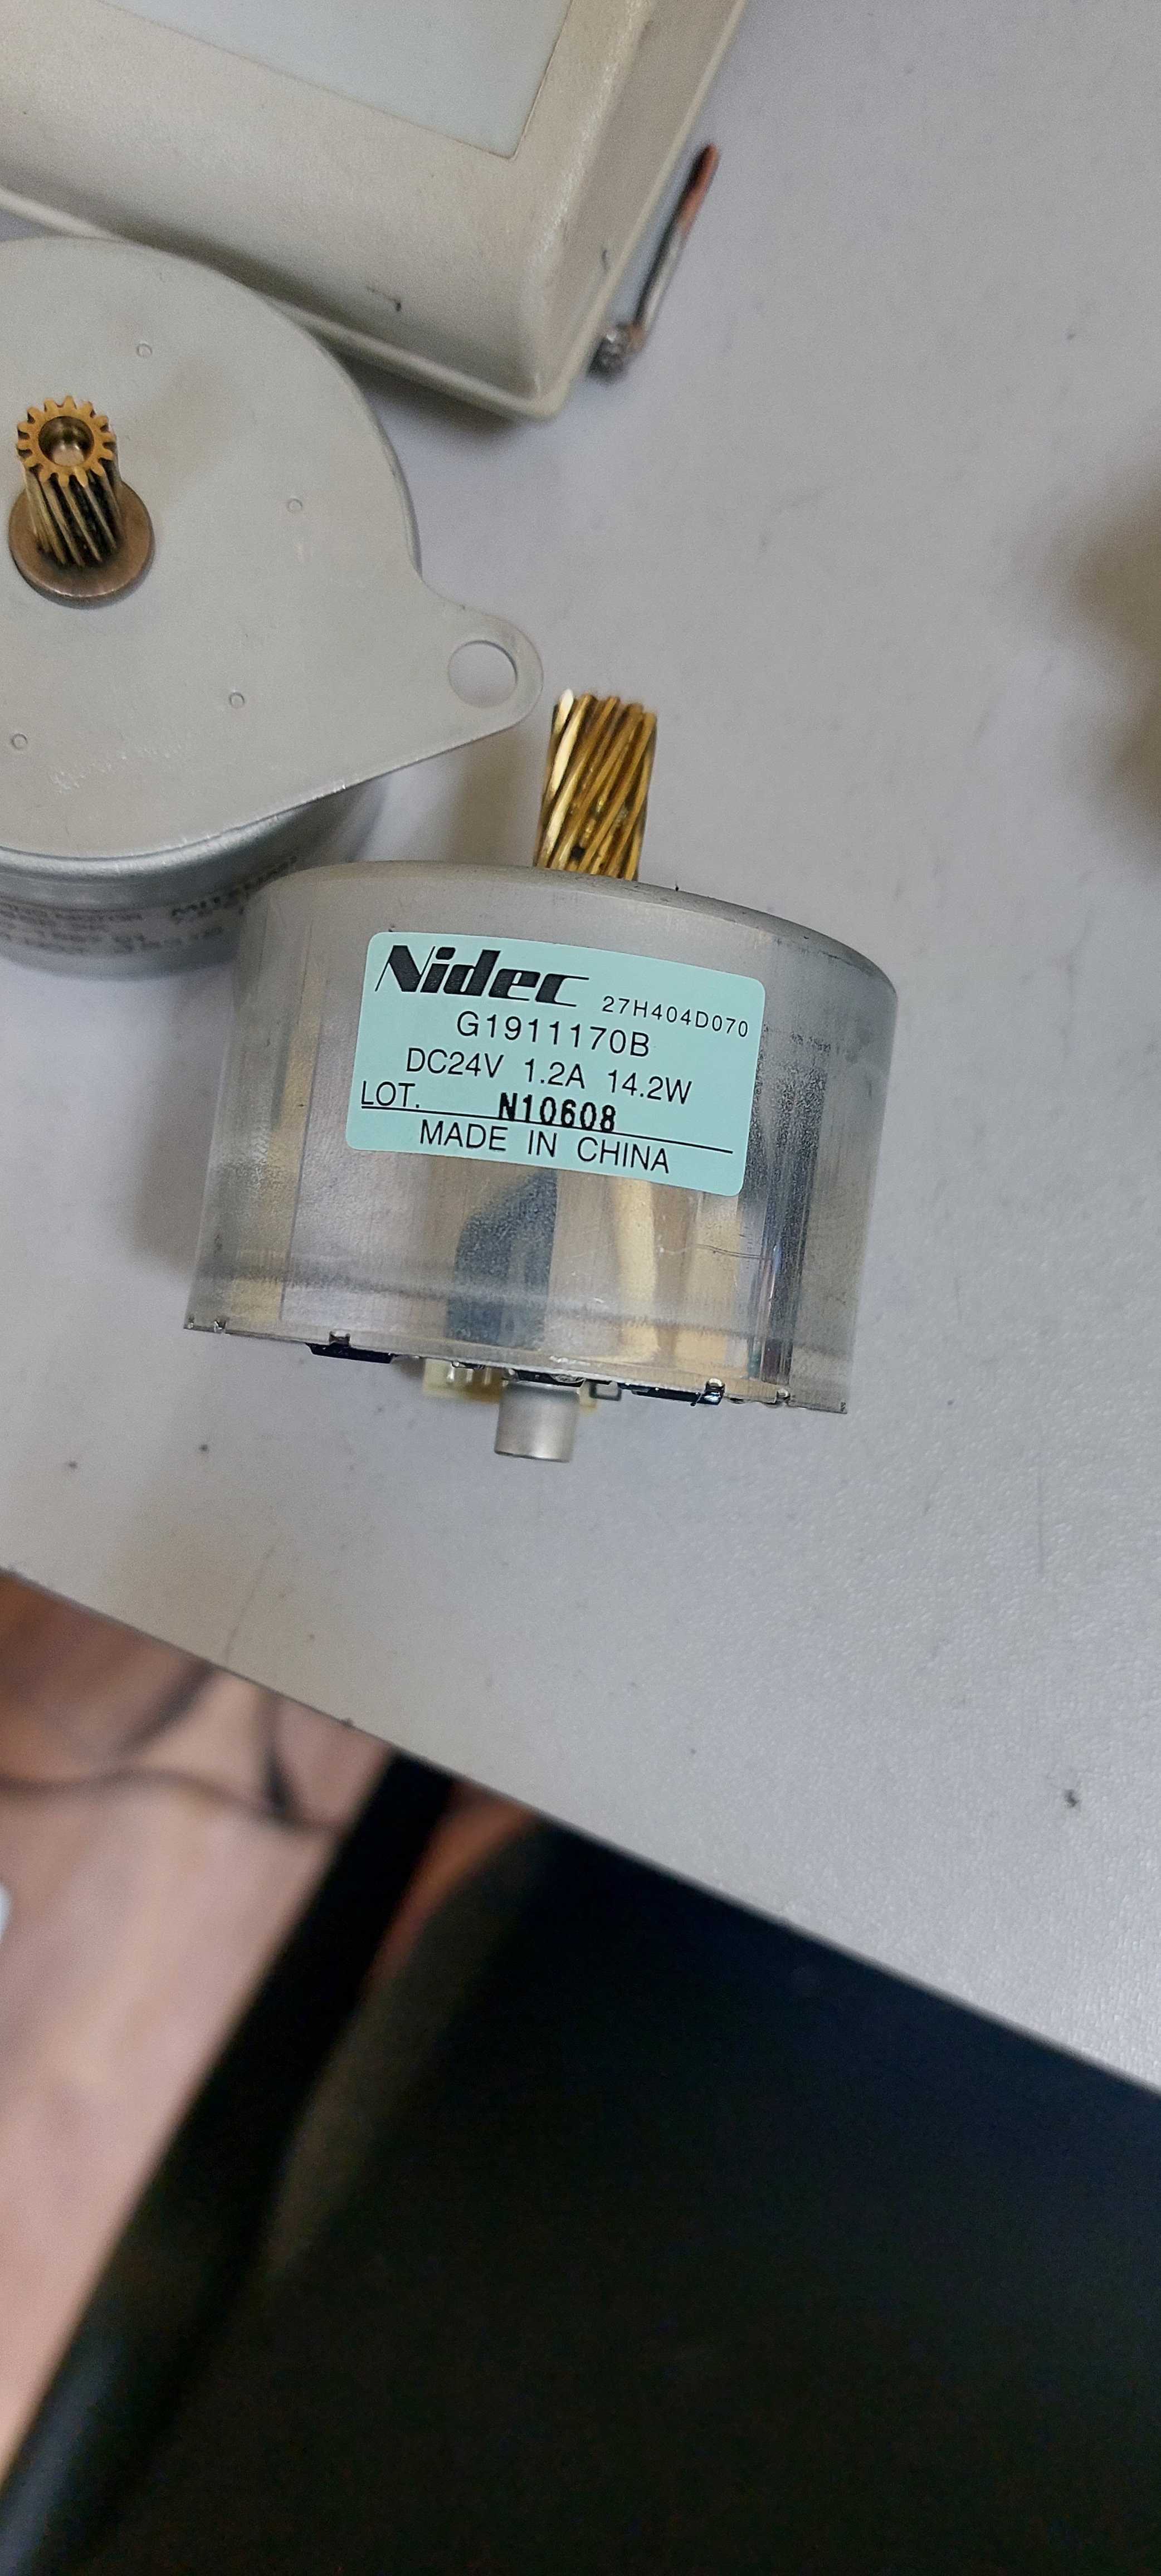 Nidec 27H404D070
G1911170B
DC24V 1.2A 14.2W
LOT. N10608
MADE IN CHINA